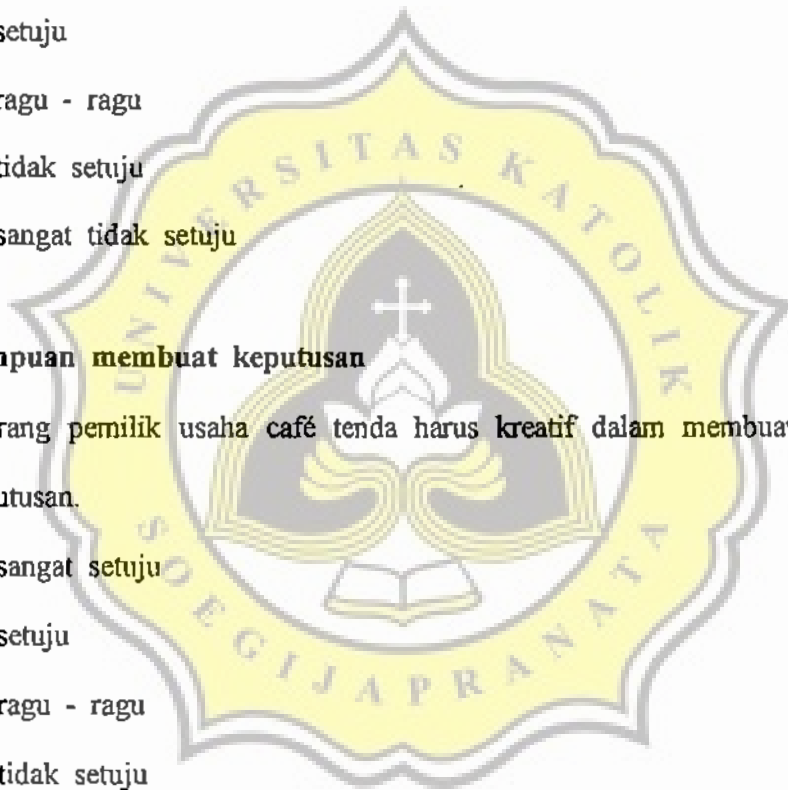 setuju
ragu - ragu
tidak setuju
sangat tidak setuju
mpuan membuat keputusan
rang pemilik usaha café tenda harus kreatif dalam membua
utusan.
sangat setuju
setuju
ragu - ragu
tidak setuju
UNIVERSITAS KATOLIK
SOEGIJAPRANATA